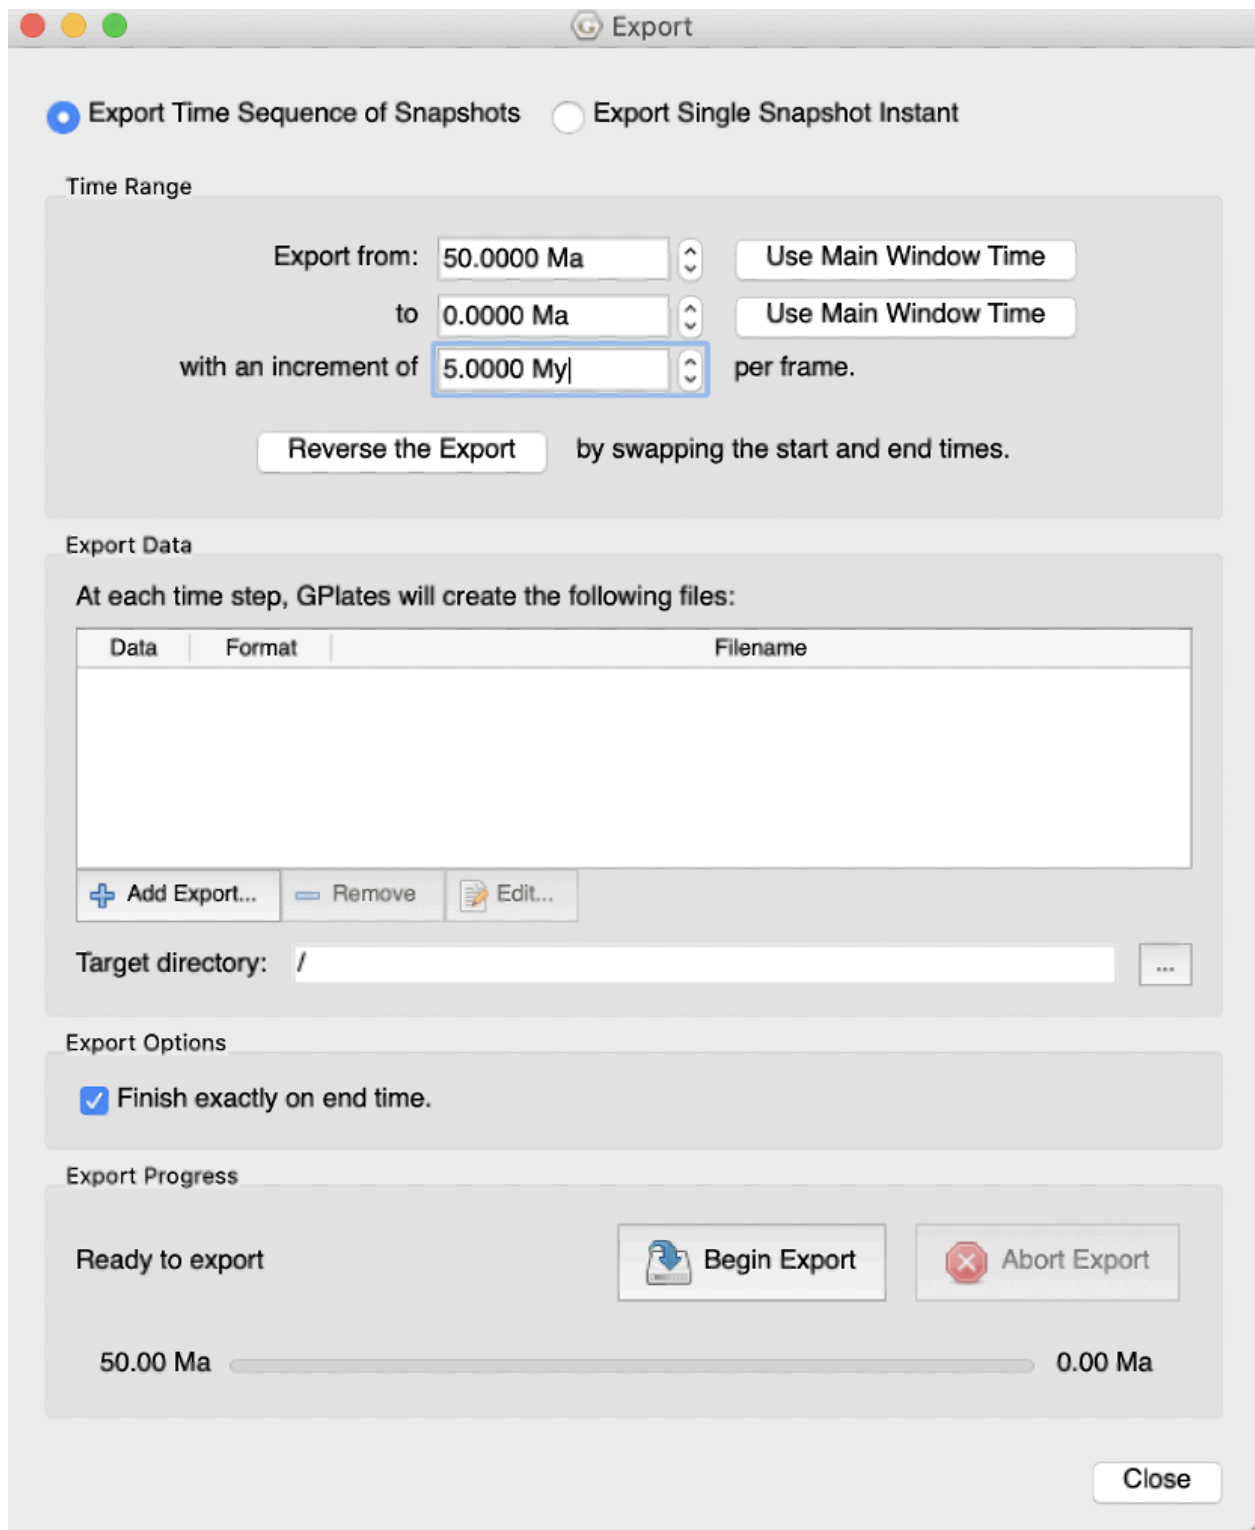 Export
Export Time Sequence of Snapshots Export Single Snapshot Instant
Time Range
Export from: 50.0000 Ma Use Main Window Time
to 0.0000 Ma Use Main Window Time
with an increment of 5.0000 My per frame.
Reverse the Export by swapping the start and end times.
Export Data
At each time step, GPlates will create the following files:
Data Format Filename
Add Export... Remove Edit...
Target directory: / ...
Export Options
Finish exactly on end time.
Export Progress
Ready to export Begin Export Abort Export
50.00 Ma 0.00 Ma
Close